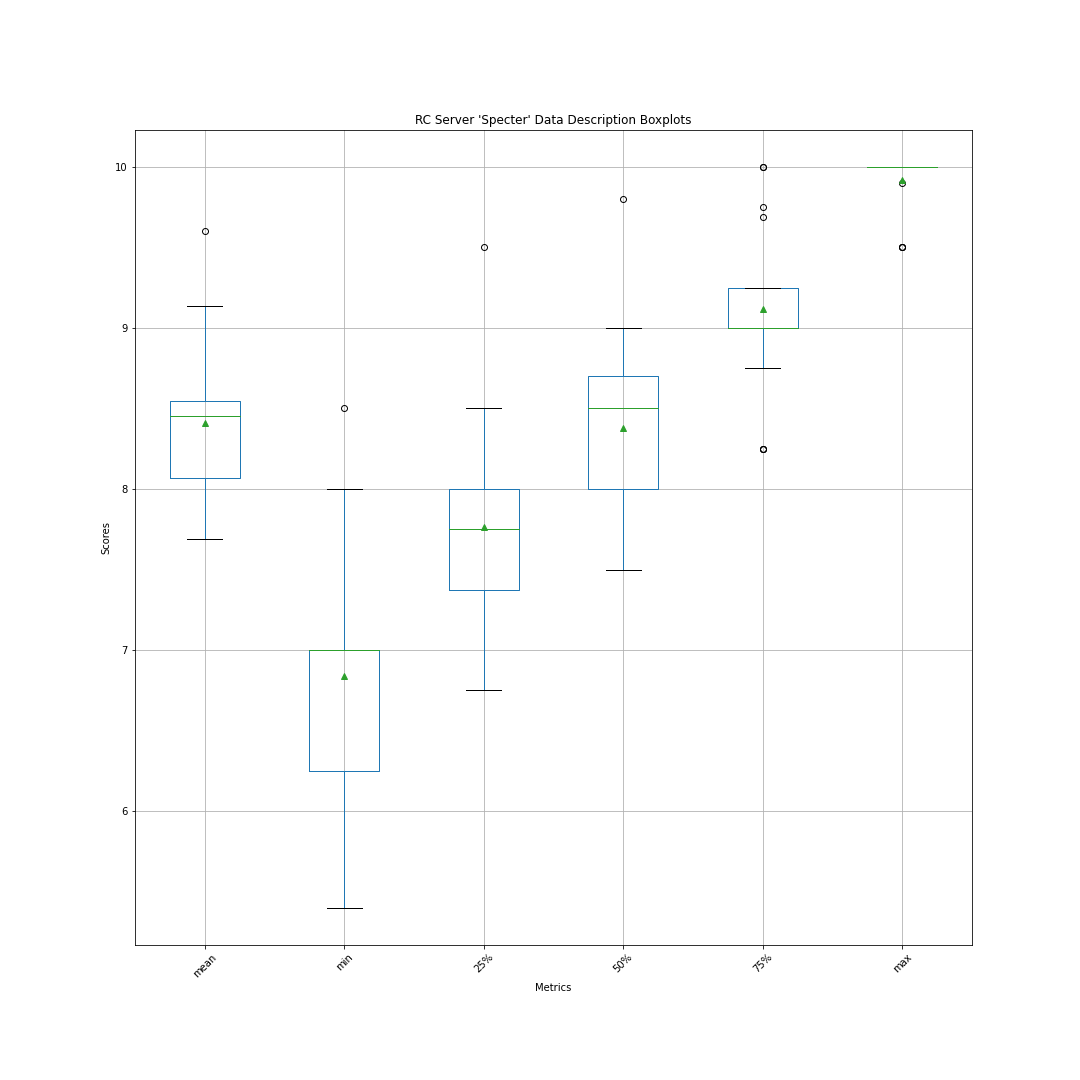 RC Server 'Specter' Data Description Boxplots
10
9
8
7
6
Scores
mean
min
25%
50%
75%
max
Metrics